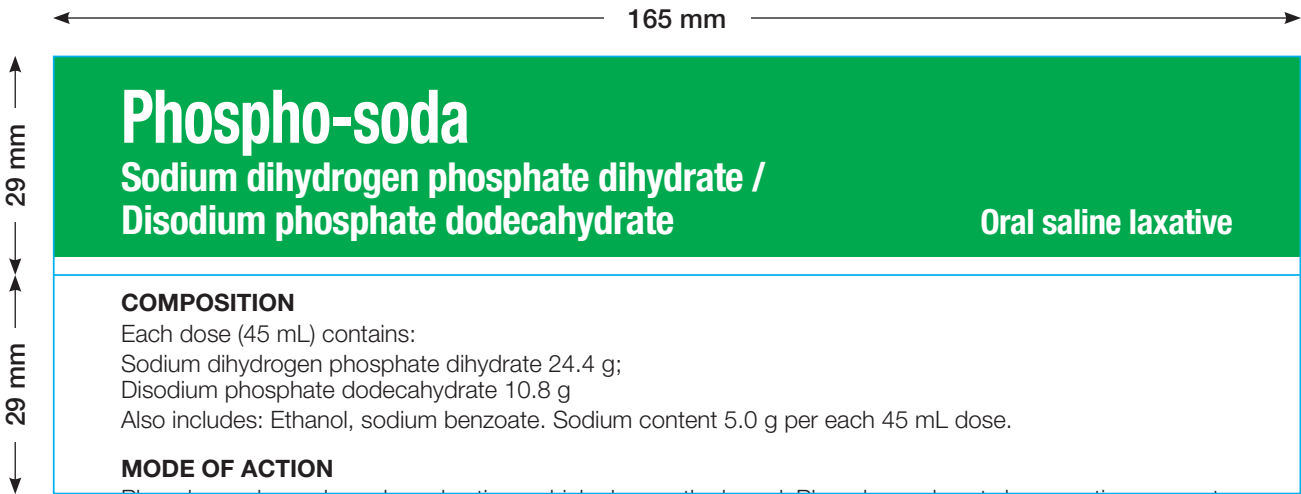 165 mm
29 mm
Phospho-soda
Sodium dihydrogen phosphate dihydrate /
Disodium phosphate dodecahydrate
Oral saline laxative
29 mm
COMPOSITION
Each dose (45 mL) contains:
Sodium dihydrogen phosphate dihydrate 24.4 g;
Disodium phosphate dodecahydrate 10.8 g
Also includes: Ethanol, sodium benzoate. Sodium content 5.0 g per each 45 mL dose.
MODE OF ACTION